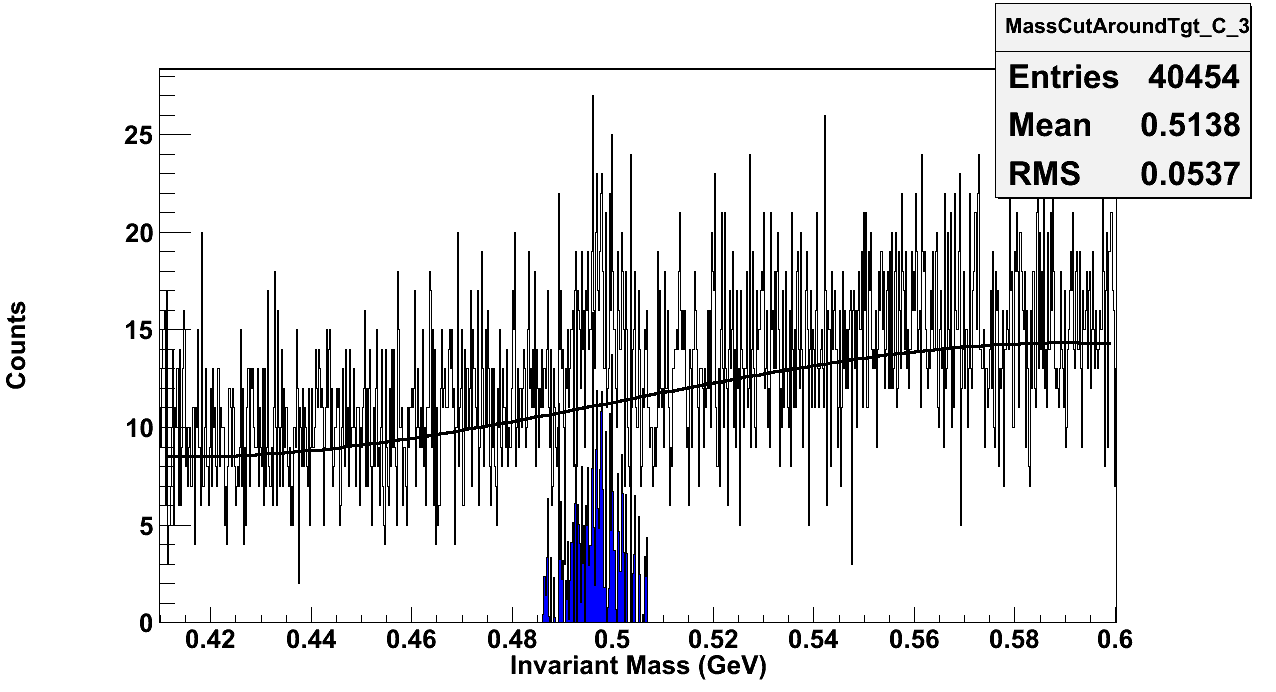 MassCutAroundTgt_C_3
Entries 40454
Mean 0.5138
RMS 0.0537
Counts
25
20
15
10
5
0
0.42 0.44 0.46 0.48 0.5 0.52 0.54 0.56 0.58 0.6
Invariant Mass (GeV)